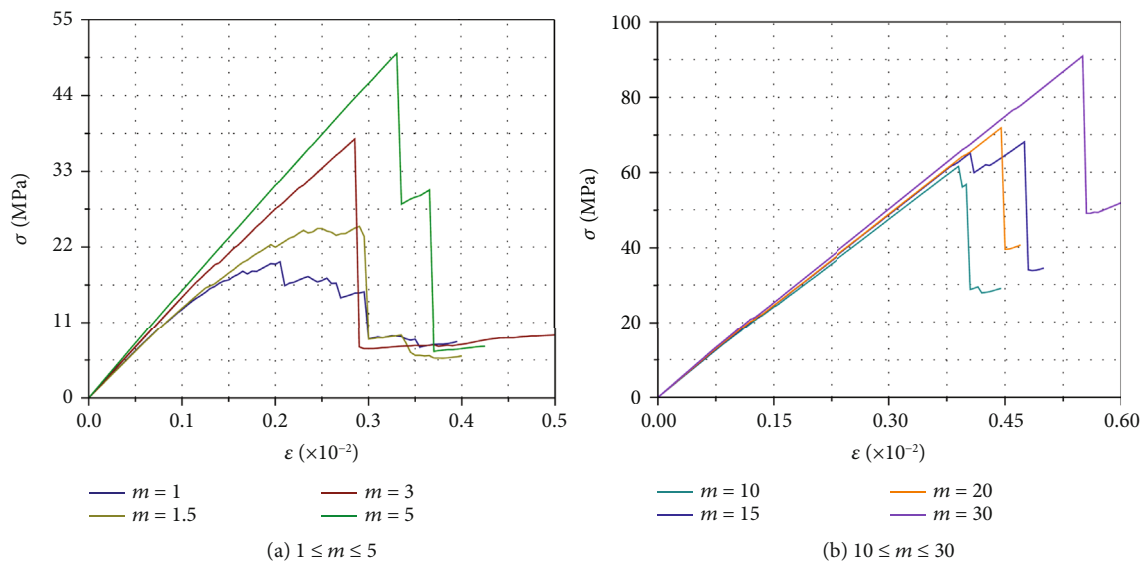 55
44
33
22
11
0
σ (MPa)
0.0 0.1 0.2 0.3 0.4 0.5
ε (×10⁻²)
m = 1 m = 3
m = 1.5 m = 5
(a) 1 ≤ m ≤ 5
100
80
60
40
20
0
σ (MPa)
0.00 0.15 0.30 0.45 0.60
ε (×10⁻²)
m = 10 m = 20
m = 15 m = 30
(b) 10 ≤ m ≤ 30